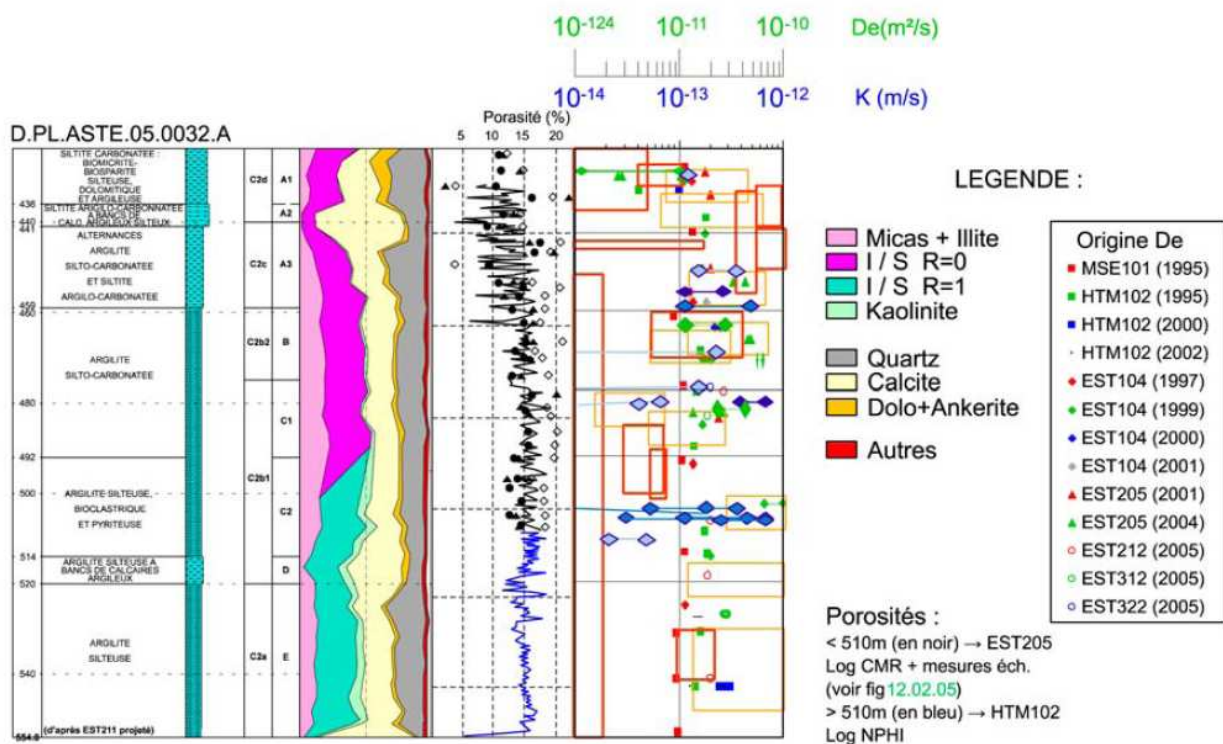 10-124
10-11
10-10
De(m²/s)
10-14
10-13
10-12
K (m/s)
Porasité (%)
5
10
15
20
D.PL.ASTE.05.0032.A
SILTITE CARBONATEE :
BIOMICRITE-
BIOSPARITE
SILTEUSE,
DOLOMITIQUE
ET ARGILEUSE
SILTITE ARIGILO-CARBONNATEE
A BANCS DE
CALO. ARGILEUX SILTEUX
ALTERNANCES
ARGILITE
SILTO-CARBONATEE
ET SILTITE
ARGILO-CARBONATEE
ARGILITE
SILTO-CARBONATEE
ARGILITE SILTEUSE,
BIOCLASTRIQUE
ET PYRITEUSE
ARGILITE SILTEUSE A
BANCS DE CALCAIRES
ARGILEUX
ARGILITE
SILTEUSE
(d'après EST211 projeté)
436
440
441
459
460
480
492
500
514
520
540
554.8
C2d
C2c
C2b2
C2b1
C2a
A1
A2
A3
B
C1
C2
D
E
LEGENDE :
Micas + Illite
I / S R=0
I / S R=1
Kaolinite
Quartz
Calcite
Dolo+Ankerite
Autres
Origine De
MSE101 (1995)
HTM102 (1995)
HTM102 (2000)
HTM102 (2002)
EST104 (1997)
EST104 (1999)
EST104 (2000)
EST104 (2001)
EST205 (2001)
EST205 (2004)
EST212 (2005)
EST312 (2005)
EST322 (2005)
Porosités :
< 510m (en noir) → EST205
Log CMR + mesures éch.
(voir fig 12.02.05)
> 510m (en bleu) → HTM102
Log NPHI